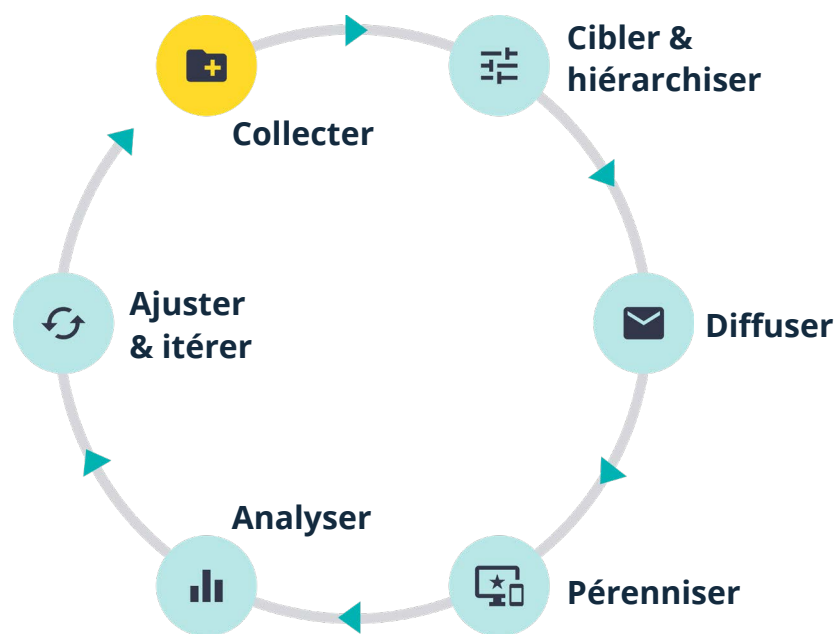 Cibler &
hiérarchiser
Collecter
Ajuster
& itérer
Diffuser
Analyser
Pérenniser